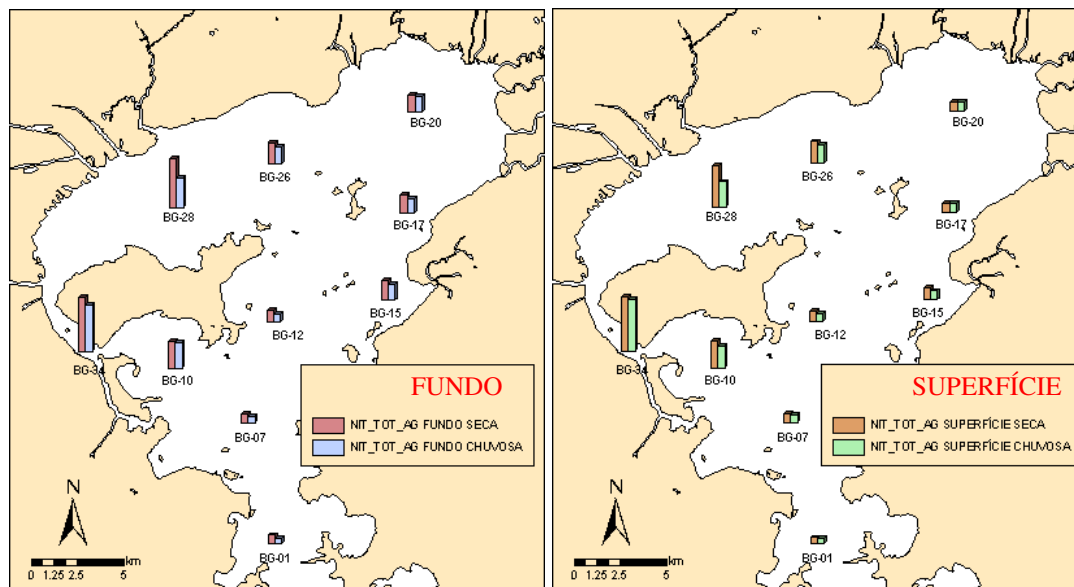 BG-20
BG-26
BG-28
BG-17
BG-15
BG-12
BG-34
BG-10
FUNDO
NIT_TOT_AG FUNDO SECA
NIT_TOT_AG FUNDO CHUVOSA
BG-07
N
BG-01
km
0 1.25 2.5 5
BG-20
BG-26
BG-28
BG-17
BG-15
BG-12
BG-34
BG-10
SUPERFÍCIE
NIT_TOT_AG SUPERFÍCIE SECA
NIT_TOT_AG SUPERFÍCIE CHUVOSA
BG-07
N
BG-01
km
0 1.25 2.5 5